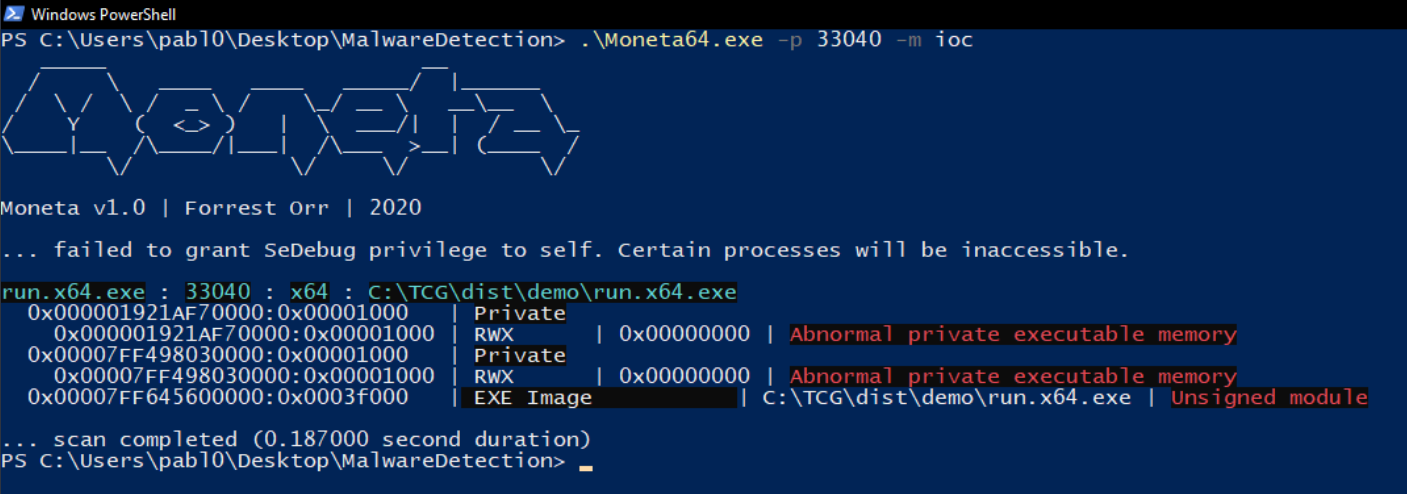 Windows PowerShell
PS C:\Users\pabl0\Desktop\MalwareDetection> .\Moneta64.exe -p 33040 -m ioc
Moneta
Moneta v1.0 | Forrest Orr | 2020
... failed to grant SeDebug privilege to self. Certain processes will be inaccessible.
run.x64.exe : 33040 : x64 : C:\TCG\dist\demo\run.x64.exe
0x000001921AF70000:0x00001000 | Private
0x000001921AF70000:0x00001000 | RWX | 0x00000000 | Abnormal private executable memory
0x00007FF498030000:0x00001000 | Private
0x00007FF498030000:0x00001000 | RWX | 0x00000000 | Abnormal private executable memory
0x00007FF645600000:0x0003f000 | EXE Image | C:\TCG\dist\demo\run.x64.exe | Unsigned module
... scan completed (0.187000 second duration)
PS C:\Users\pabl0\Desktop\MalwareDetection>